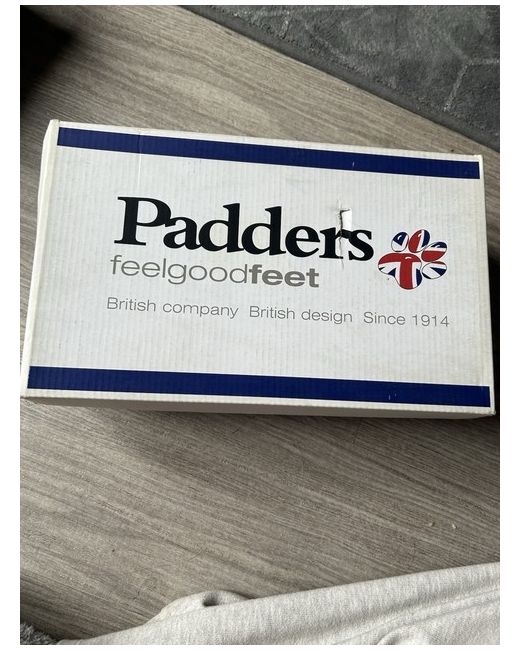 Padders
feelgoodfeet
British company British design Since 1914